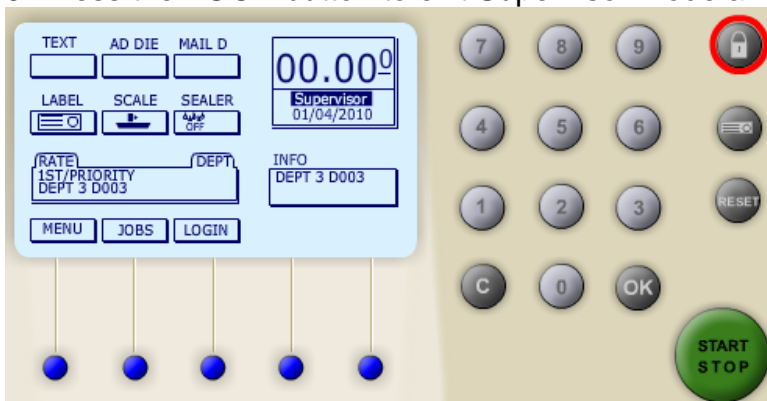 TEXT AD DIE MAIL D
00.000
Supervisor
01/04/2010
LABEL SCALE SEALER
OFF
RATE DEPT
1ST/PRIORITY
DEPT 3 D003
INFO
DEPT 3 D003
MENU JOBS LOGIN
7 8 9
4 5 6
1 2 3
RESET
C 0 OK
START
STOP